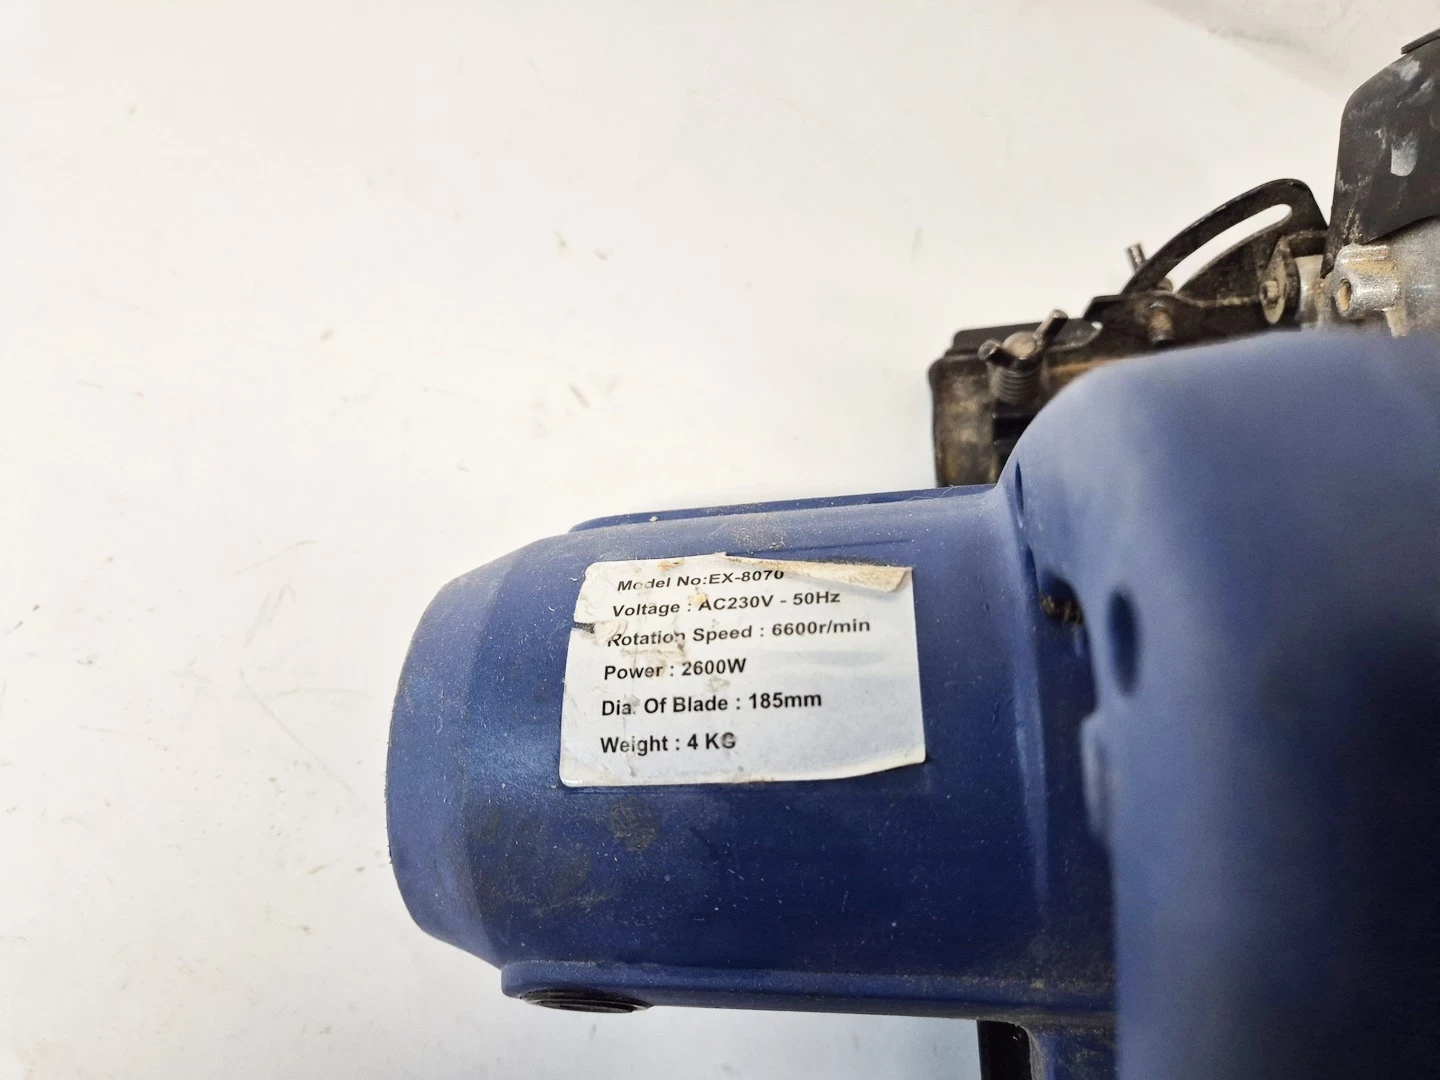 Model No:EX-8070
Voltage : AC230V - 50Hz
Rotation Speed : 6600r/min
Power : 2600W
Dia. Of Blade : 185mm
Weight : 4 KG